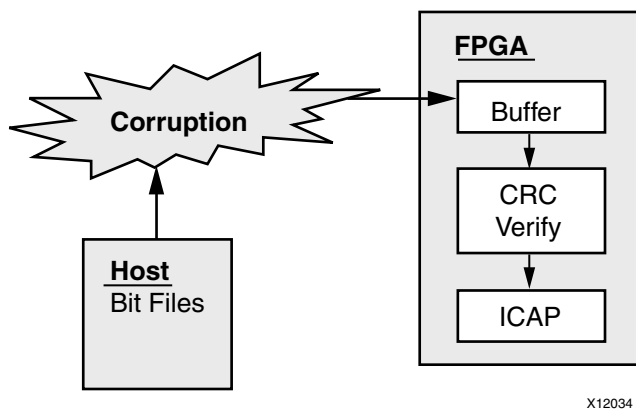 FPGA
Buffer
Corruption
CRC
Verify
Host
Bit Files
ICAP
X12034